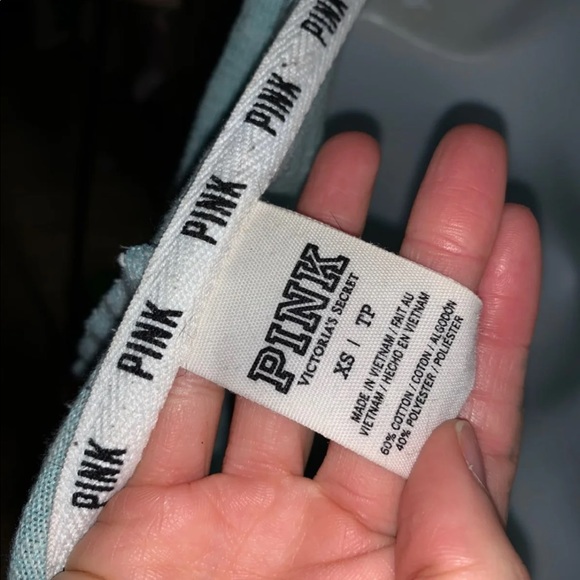 PINK
PINK
PINK
PINK
PINK
PINK
VICTORIA'S SECRET
XS | TP
MADE IN VIETNAM / FAIT AU
VIETNAM / HECHO EN VIETNAM
60% COTTON / COTON / ALGODÓN
40% POLYESTER / POLIÉSTER